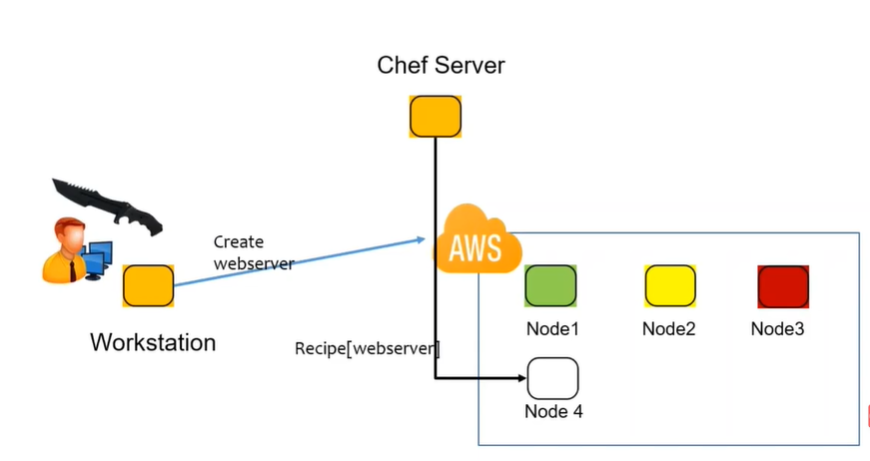 Chef Server
Create
webserver
AWS
Workstation
Node1
Node2
Node3
Recipe[webserver]
Node 4